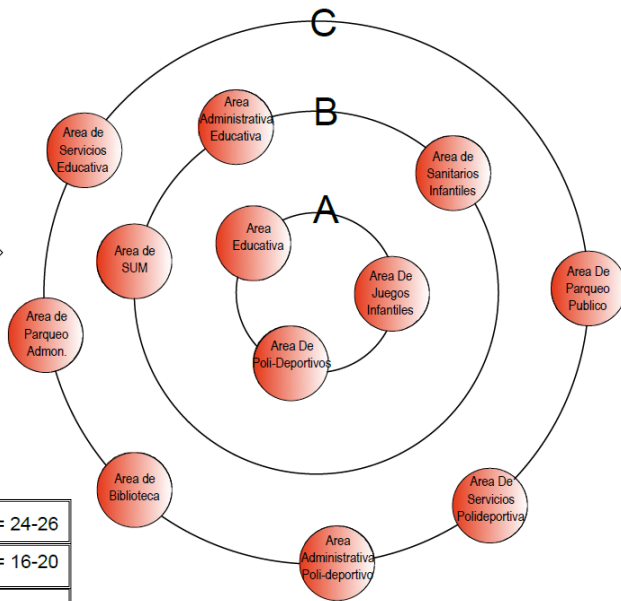 C
Area
Administrativa
Educativa
B
Area de
Servicios
Educativa
Area de
Sanitarios
Infantiles
A
Area
Educativa
Area de
SUM
Area De
Juegos
Infantiles
Area De
Parqueo
Publico
Area de
Parqueo
Admon.
Area De
Poli-Deportivos
Area de
Biblioteca
Area De
Servicios
Polideportiva
= 24-26
Area
Administrativa
Poli-deportivo
= 16-20